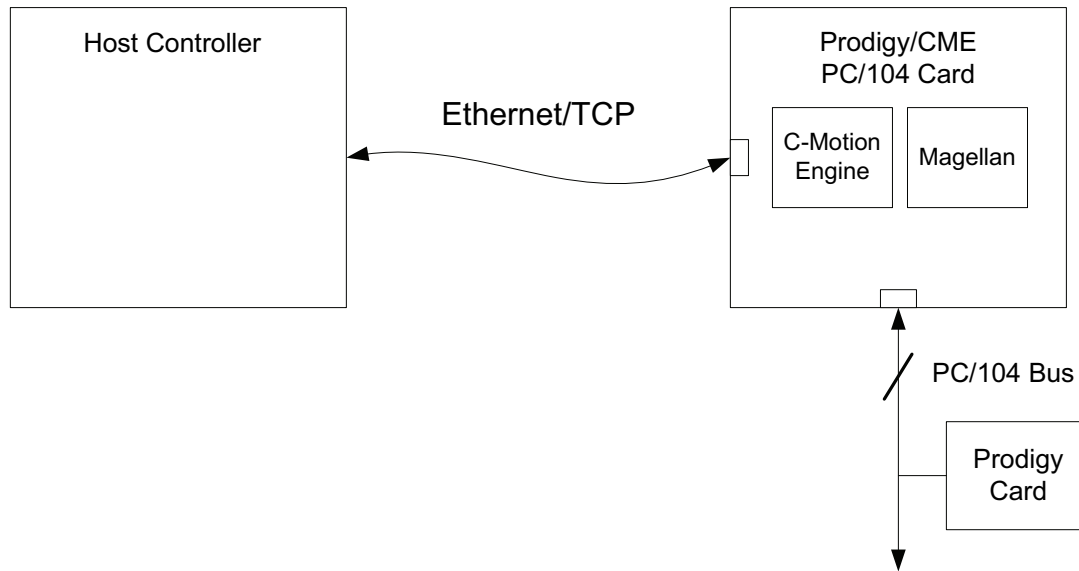 Host Controller
Ethernet/TCP
Prodigy/CME
PC/104 Card
C-Motion
Engine
Magellan
PC/104 Bus
Prodigy
Card